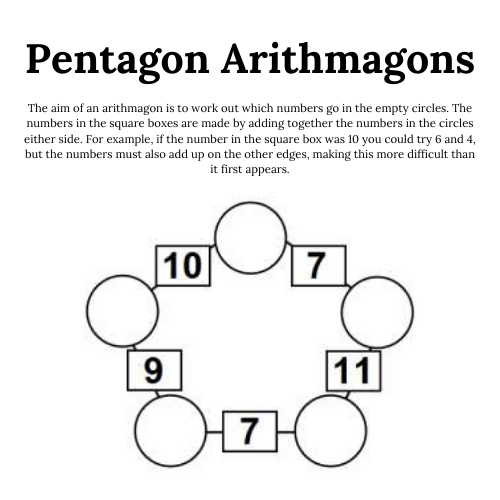 Pentagon Arithmagons
The aim of an arithmagon is to work out which numbers go in the empty circles. The
numbers in the square boxes are made by adding together the numbers in the circles
either side. For example, if the number in the square box was 10 you could try 6 and 4,
but the numbers must also add up on the other edges, making this more difficult than
it first appears.
10 7
9 11
7